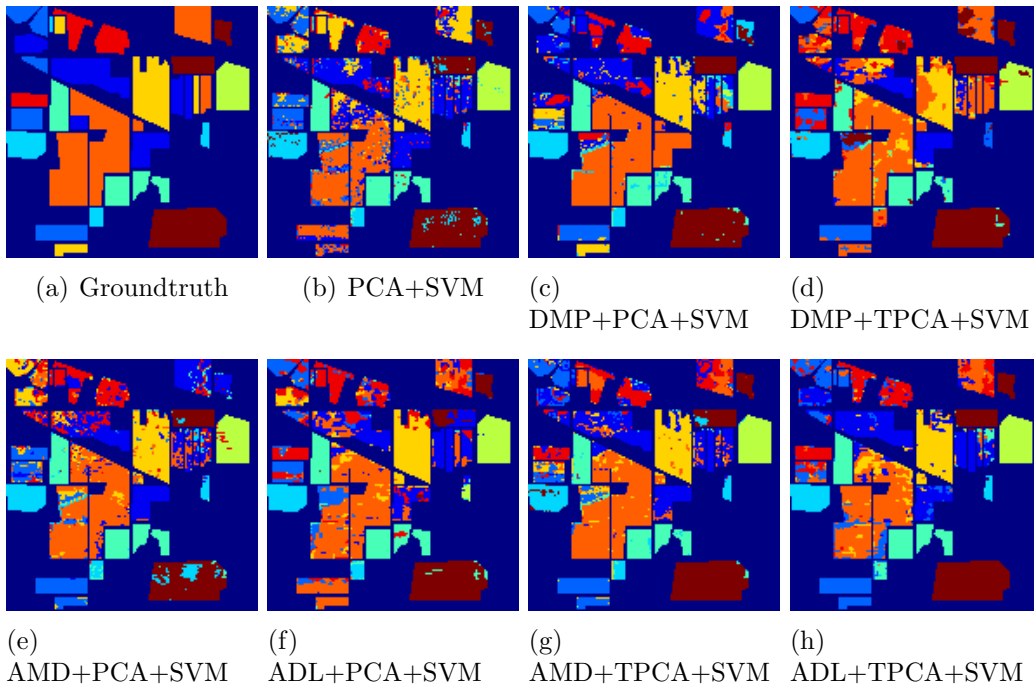 (a) Groundtruth
(b) PCA+SVM
(c)
DMP+PCA+SVM
(d)
DMP+TPCA+SVM
(e)
AMD+PCA+SVM
(f)
ADL+PCA+SVM
(g)
AMD+TPCA+SVM
(h)
ADL+TPCA+SVM